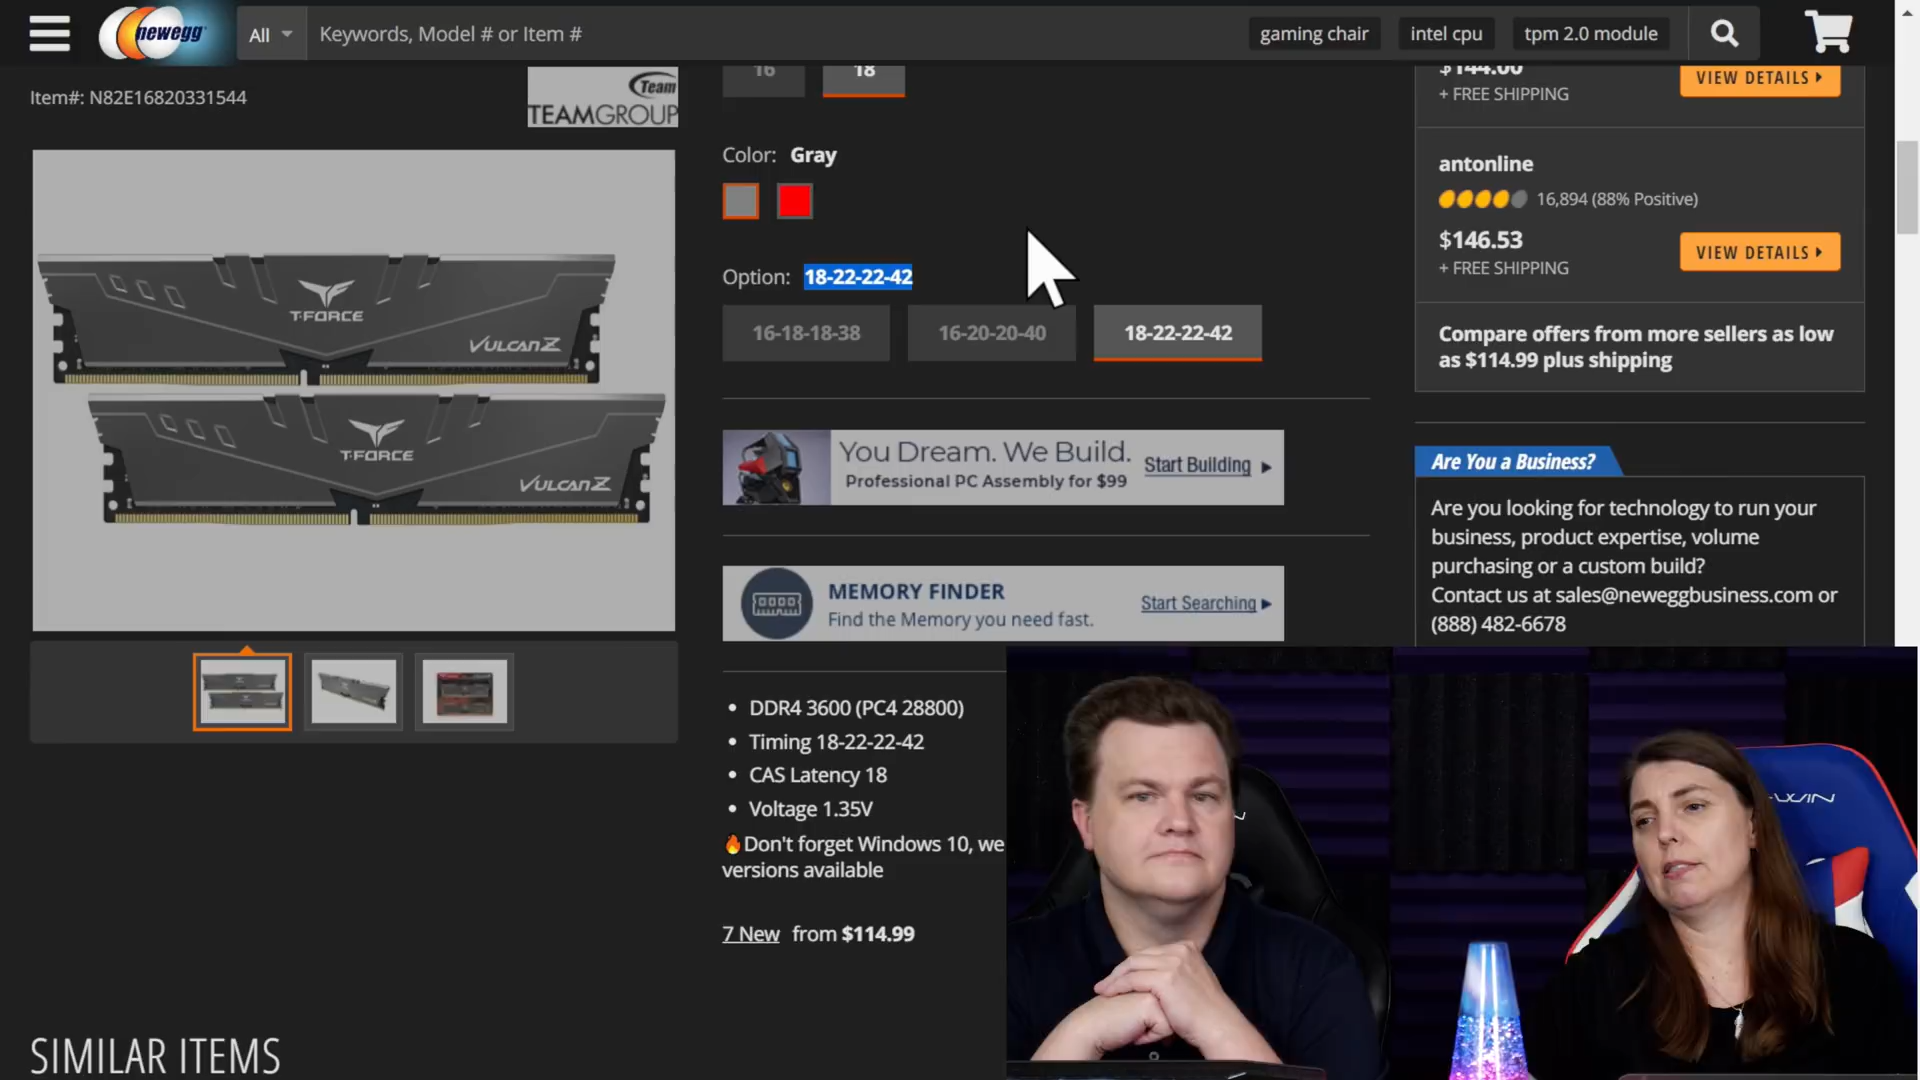 newegg
All
Keywords, Model # or Item #
gaming chair
intel cpu
tpm 2.0 module
Item#: N82E16820331544
Team
TEAMGROUP
T-FORCE
VULCAN Z
T-FORCE
VULCAN Z
16
18
Color: Gray
Option: 18-22-22-42
16-18-18-38
16-20-20-40
18-22-22-42
You Dream. We Build.
Professional PC Assembly for $99
Start Building
MEMORY FINDER
Find the Memory you need fast.
Start Searching
• DDR4 3600 (PC4 28800)
• Timing 18-22-22-42
• CAS Latency 18
• Voltage 1.35V
🔥Don't forget Windows 10, we
versions available
7 New from $114.99
$144.00
+ FREE SHIPPING
VIEW DETAILS
antonline
16,894 (88% Positive)
$146.53
+ FREE SHIPPING
VIEW DETAILS
Compare offers from more sellers as low
as $114.99 plus shipping
Are You a Business?
Are you looking for technology to run your
business, product expertise, volume
purchasing or a custom build?
Contact us at sales@neweggbusiness.com or
(888) 482-6678
SIMILAR ITEMS